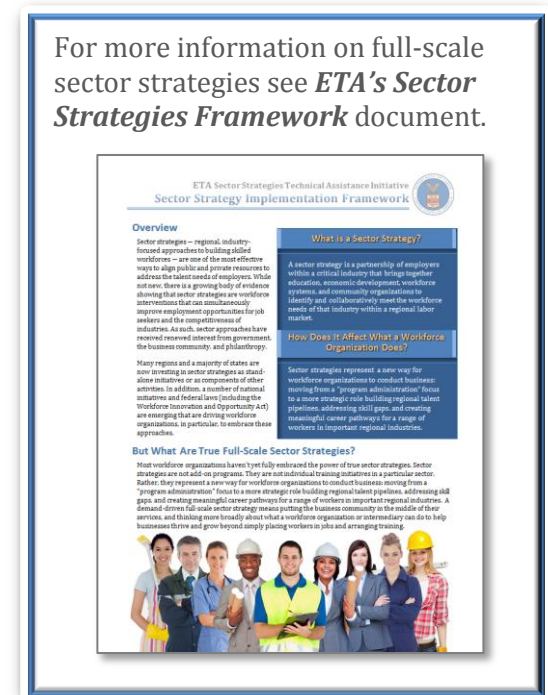 For more information on full-scale
sector strategies see ETA's Sector
Strategies Framework document.
ETA Sector Strategies Technical Assistance Initiative
Sector Strategy Implementation Framework
Overview
Sector strategies — regional, industry-
focused approaches to building skilled
workforces — are one of the most effective
ways to align public and private resources to
address the talent needs of employers. While
not new, there is a growing body of evidence
showing that sector strategies are workforce
interventions that can simultaneously
improve employment opportunities for job
seekers and the competitiveness of
industries. As such, sector approaches have
received renewed interest from government,
the business community, and philanthropy.
Many regions and a majority of states are
now investing in sector strategies as stand-
alone initiatives or as components of other
activities. In addition, a number of national
initiatives and federal laws (including the
Workforce Innovation and Opportunity Act)
are emerging that are driving workforce
organizations, in particular, to embrace these
approaches.
What is a Sector Strategy?
A sector strategy is a partnership of employers
within a critical industry that brings together
education, economic development, workforce
systems, and community organizations to
identify and collaboratively meet the workforce
needs of that industry within a regional labor
market.
How Does It Affect What a Workforce
Organization Does?
Sector strategies represent a new way for
workforce organizations to conduct business:
moving from a "program administration" focus
to a more strategic role building regional talent
pipelines, addressing skill gaps, and creating
meaningful career pathways for a range of
workers in important regional industries.
But What Are True Full-Scale Sector Strategies?
Most workforce organizations haven't yet fully embraced the power of true sector strategies. Sector
strategies are not add-on programs. They are not individual training initiatives in a particular sector.
Rather, they represent a new way for workforce organizations to conduct business: moving from a
"program administration" focus to a more strategic role building regional talent pipelines, addressing skill
gaps, and creating meaningful career pathways for a range of workers in important regional industries. A
demand-driven full-scale sector strategy means putting the business community in the middle of their
services, and thinking more broadly about what a workforce organization or intermediary can do to help
businesses thrive and grow beyond simply placing workers in jobs and arranging training.